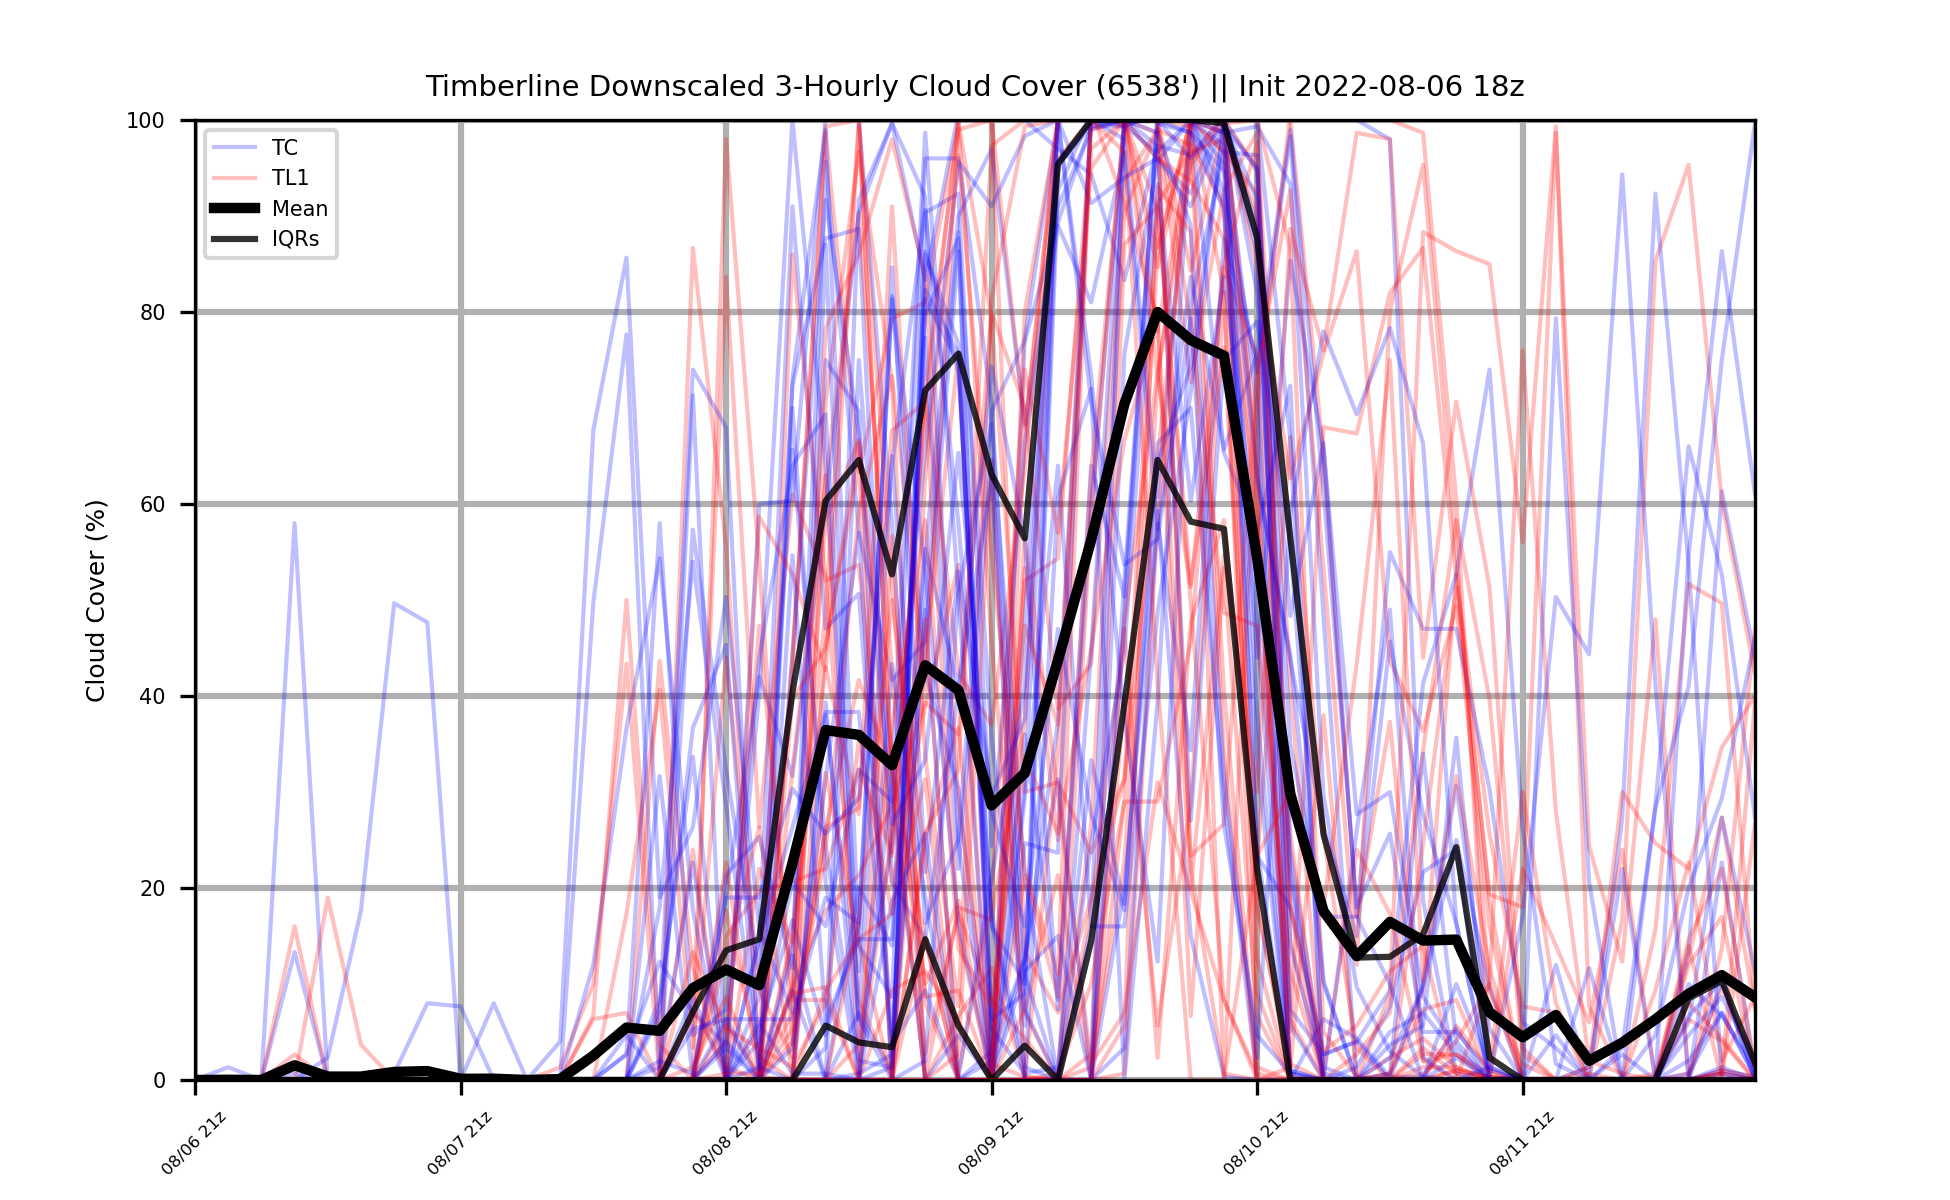 Timberline Downscaled 3-Hourly Cloud Cover (6538') || Init 2022-08-06 18z
100
80
60
40
20
0
Cloud Cover (%)
TC
TL1
Mean
IQRs
08/06 21z
08/07 21z
08/08 21z
08/09 21z
08/10 21z
08/11 21z